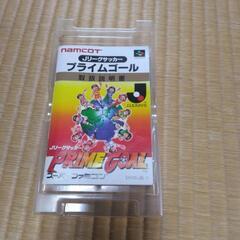 namcot
Jリーグサッカー
プライムゴール
取扱説明書
J.LEAGUE
Jリーグサッカー
PRIME GOAL
スーパーファミコン